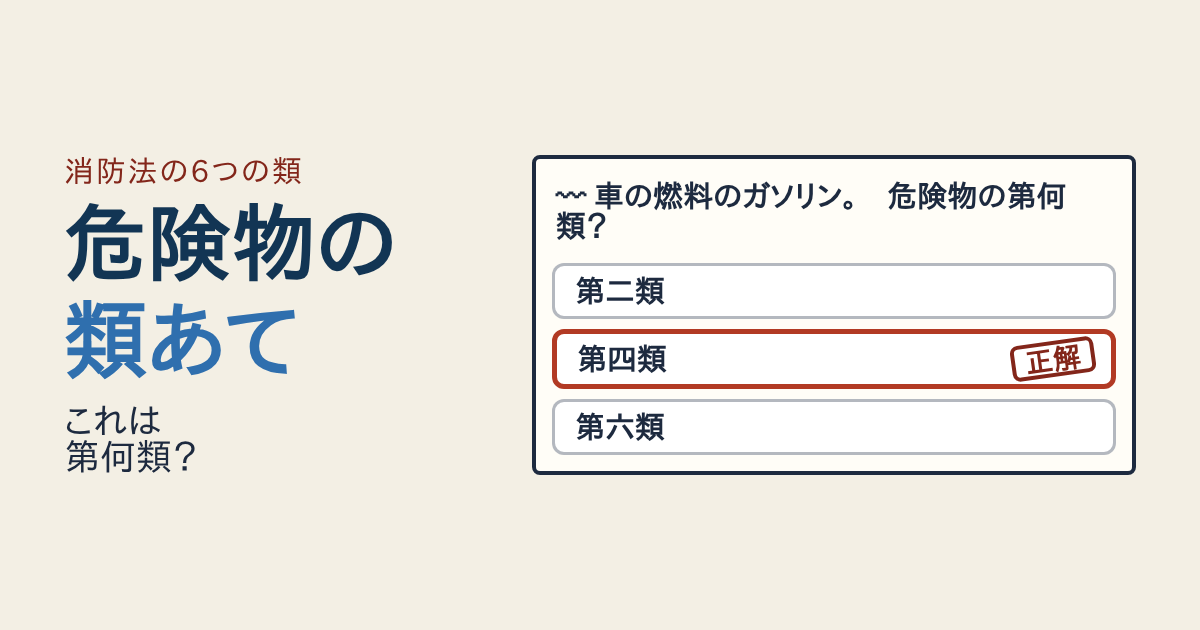 消防法の6つの類
危険物の
類あて
これは
第何類?
〰 車の燃料のガソリン。 危険物の第何
類?
第二類
第四類
正解
第六類